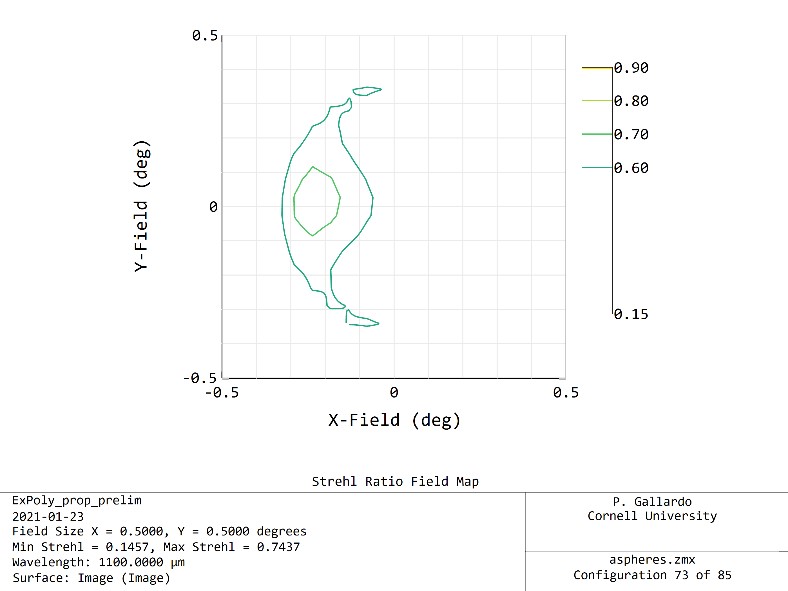 0.5
0
-0.5
-0.5
0
0.5
Y-Field (deg)
X-Field (deg)
0.90
0.80
0.70
0.60
0.15
Strehl Ratio Field Map
ExPoly_prop_prelim
2021-01-23
Field Size X = 0.5000, Y = 0.5000 degrees
Min Strehl = 0.1457, Max Strehl = 0.7437
Wavelength: 1100.0000 µm
Surface: Image (Image)
P. Gallardo
Cornell University
aspheres.zmx
Configuration 73 of 85